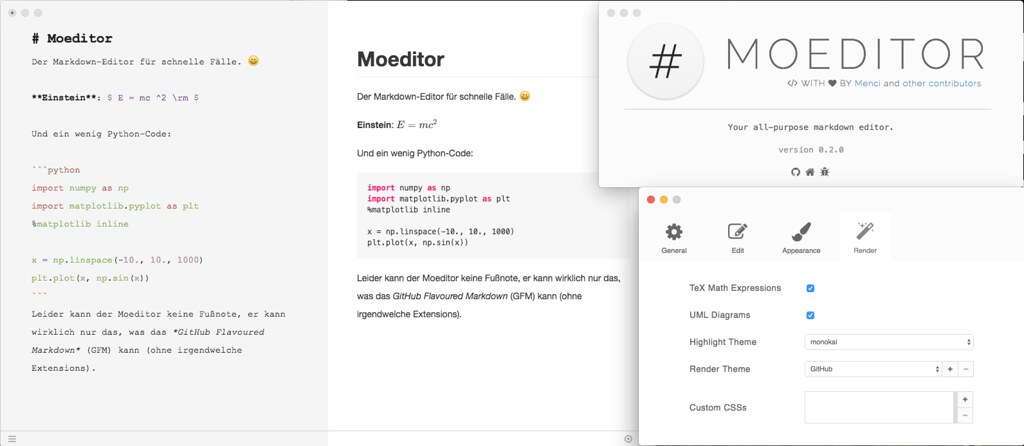 # Moeditor
Der Markdown-Editor für schnelle Fälle. 😄
**Einstein**: $ E = mc ^2 \rm $
Und ein wenig Python-Code:
```python
import numpy as np
import matplotlib.pyplot as plt
%matplotlib inline
x = np.linspace(-10., 10., 1000)
plt.plot(x, np.sin(x))
```
Leider kann der Moeditor keine Fußnote, er kann
wirklich nur das, was das *GitHub Flavoured
Markdown* (GFM) kann (ohne irgendwelche
Extensions).
Moeditor
Der Markdown-Editor für schnelle Fälle. 😄
Einstein: E = mc²
Und ein wenig Python-Code:
import numpy as np
import matplotlib.pyplot as plt
%matplotlib inline
x = np.linspace(-10., 10., 1000)
plt.plot(x, np.sin(x))
Leider kann der Moeditor keine Fußnote, er kann wirklich nur das,
was das GitHub Flavoured Markdown (GFM) kann (ohne
irgendwelche Extensions).
#
MOEDITOR
</> WITH ♥ BY Menci and other contributors
Your all-purpose markdown editor.
version 0.2.0
General Edit Appearance Render
TeX Math Expressions
UML Diagrams
Highlight Theme monokai
Render Theme GitHub + −
Custom CSSs +
−